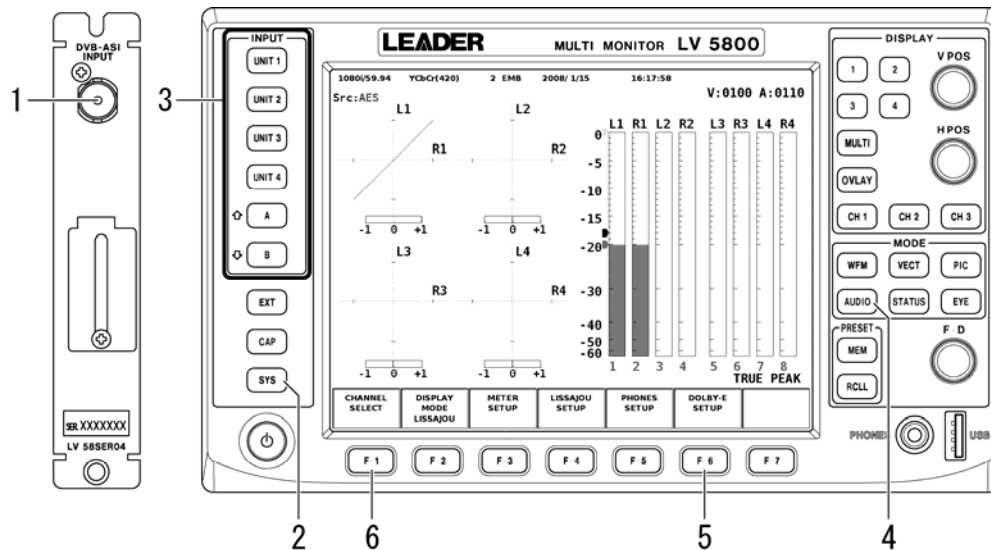 DVB-ASI
INPUT
1
SER XXXXXXX
LV 58SER04
3
INPUT
UNIT 1
UNIT 2
UNIT 3
UNIT 4
A
B
EXT
CAP
SYS
2
LEADER MULTI MONITOR LV 5800
1080i/59.94 YCbCr(420) 2 EMB 2008/ 1/15 16:17:58
Src:AES V:0100 A:0110
L1 L2
R1 R2
-1 0 +1 -1 0 +1
L3 L4
R3 R4
-1 0 +1 -1 0 +1
L1 R1 L2 R2 L3 R3 L4 R4
0
-5
-10
-15
-20
-30
-40
-50
-60
1 2 3 4 5 6 7 8
TRUE PEAK
CHANNEL SELECT
DISPLAY MODE LISSAJOU
METER SETUP
LISSAJOU SETUP
PHONES SETUP
DOLBY-E SETUP
F·1 F·2 F·3 F·4 F·5 F·6 F·7
6 5
DISPLAY
1 2
V POS
3 4
MULTI
H POS
OVLAY
CH 1 CH 2 CH 3
MODE
WFM VECT PIC
AUDIO STATUS EYE
PRESET
MEM
RCLL
F·D
PHONES
USB
4